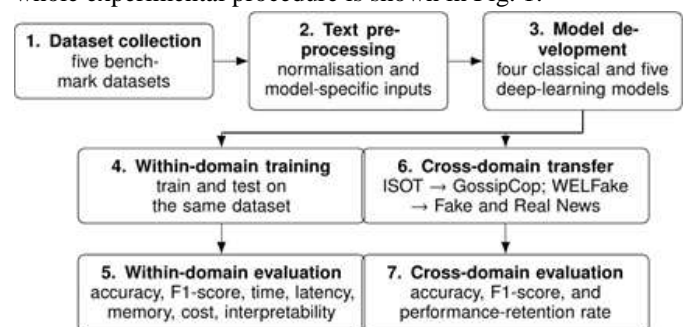 whole experimental procedure is shown in Fig. 1.
1. Dataset collection
five bench-
mark datasets
2. Text pre-
processing
normalisation and
model-specific inputs
3. Model de-
velopment
four classical and five
deep-learning models
4. Within-domain training
train and test on
the same dataset
6. Cross-domain transfer
ISOT → GossipCop; WELFake
→ Fake and Real News
5. Within-domain evaluation
accuracy, F1-score, time, latency,
memory, cost, interpretability
7. Cross-domain evaluation
accuracy, F1-score, and
performance-retention rate